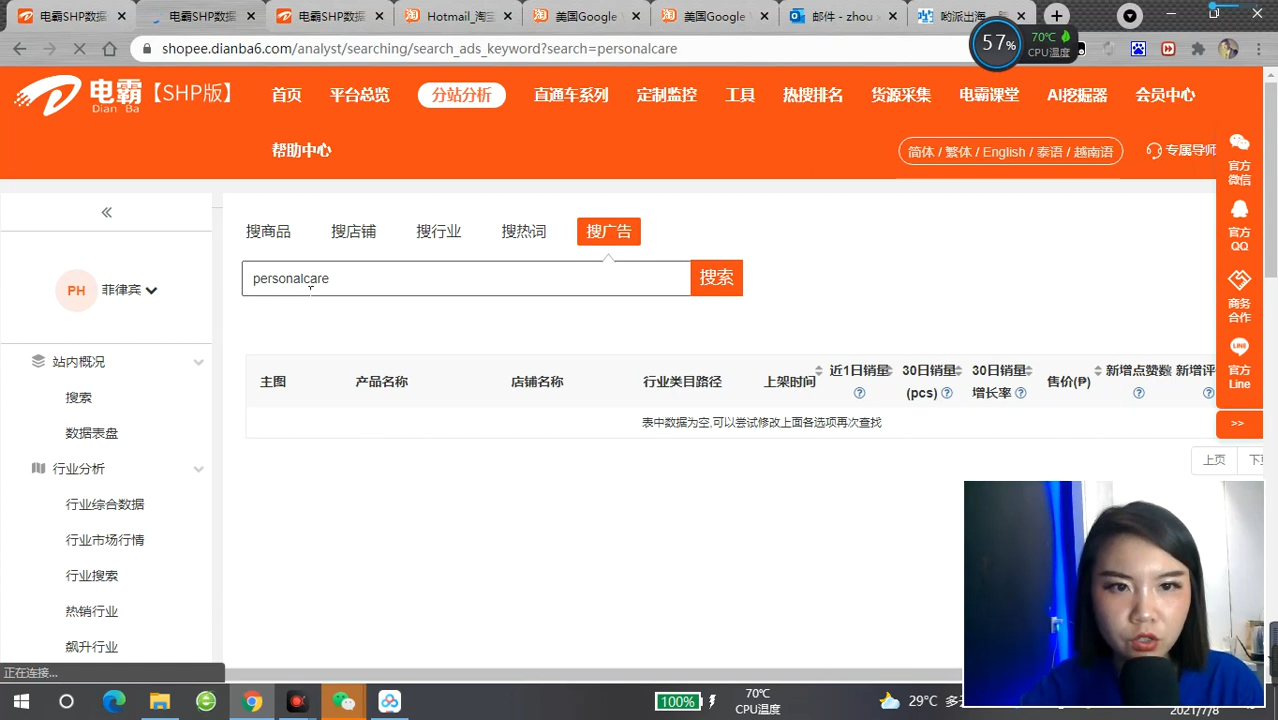 电霸SHP数据
电霸SHP数据
电霸SHP数据
Hotmail_淘宝
美国Google V
美国Google V
邮件 - zhou
喻派出海
shopee.dianba6.com/analyst/searching/search_ads_keyword?search=personalcare
57%
70℃
CPU温度
电霸【SHP版】
Dian Ba
首页 平台总览 分站分析 直通车系列 定制监控 工具 热搜排名 货源采集 电霸课堂 AI挖掘器 会员中心
帮助中心
简体 / 繁体 / English / 泰语 / 越南语
专属导师
官方
微信
官方
QQ
商务
合作
LINE
官方
Line
>>
«
PH 菲律宾
站内概况
搜索
数据表盘
行业分析
行业综合数据
行业市场行情
行业搜索
热销行业
飙升行业
搜商品 搜店铺 搜行业 搜热词 搜广告
personalcare
搜索
主图 产品名称 店铺名称 行业类目路径 上架时间 近1日销量 30日销量 (pcs) 30日销量 增长率 售价(₱) 新增点赞数 新增评
表中数据为空,可以尝试修改上面各选项再次查找
上页
正在连接...
100%
70℃
CPU温度
29°C
2021/7/8